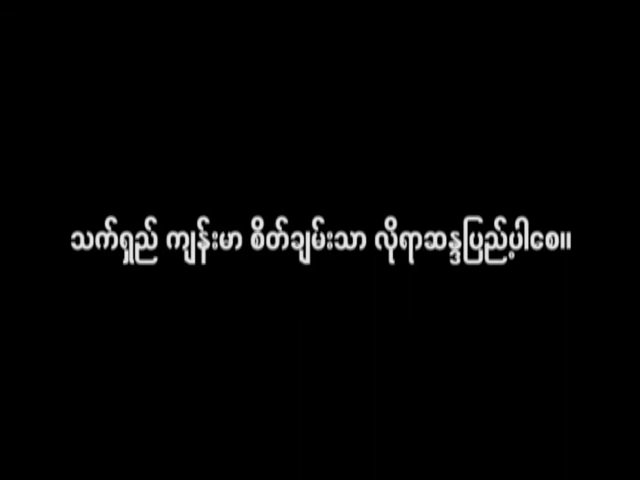 သက်ရှည် ကျန်းမာ စိတ်ချမ်းသာ လိုရာဆန္ဒပြည့်ပါစေ။